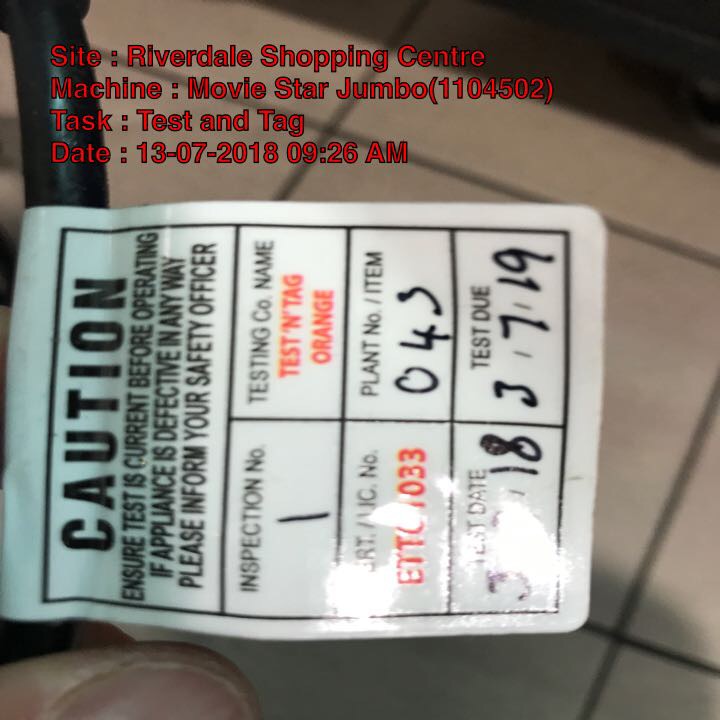 Site : Riverdale Shopping Centre
Machine : Movie Star Jumbo(1104502)
Task : Test and Tag
Date : 13-07-2018 09:26 AM
CAUTION
ENSURE TEST IS CURRENT BEFORE OPERATING
IF APPLIANCE IS DEFECTIVE IN ANY WAY
PLEASE INFORM YOUR SAFETY OFFICER
INSPECTION No.
1
TESTING Co. NAME
TEST 'N' TAG
ORANGE
No.
PLANT No. / ITEM
043
TEST DATE
18
TEST DUE
3.7.19